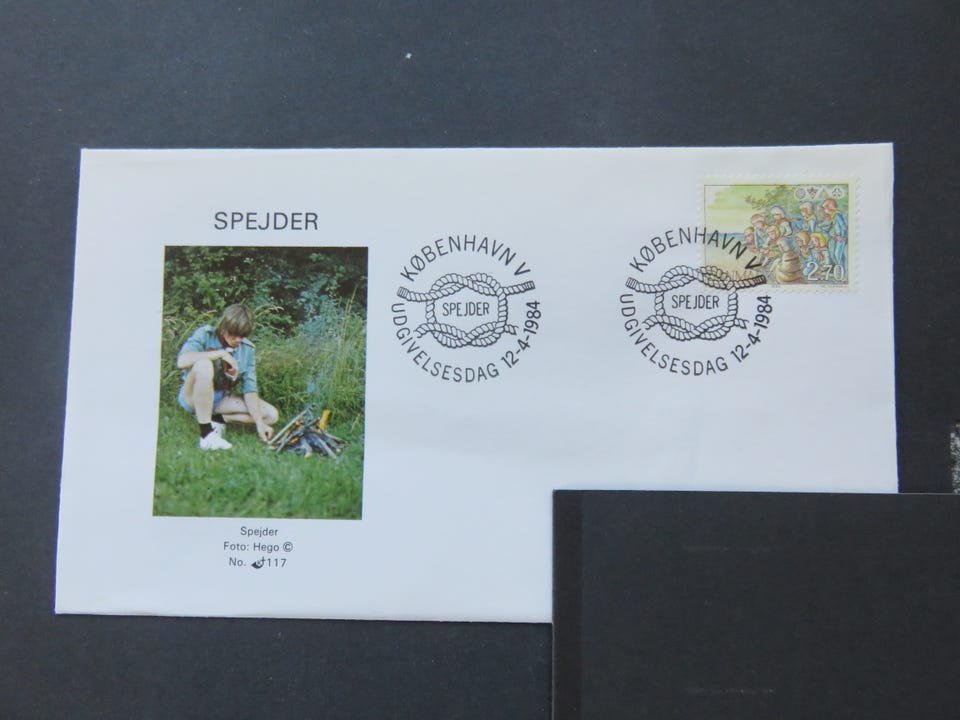 SPEJDER
KØBENHAVN V
SPEJDER
UDGIVELSESDAG 12-4-1984
KØBENHAVN V
SPEJDER
UDGIVELSESDAG 12-4-1984
2.70
Spejder
Foto: Hego ©
No. 117